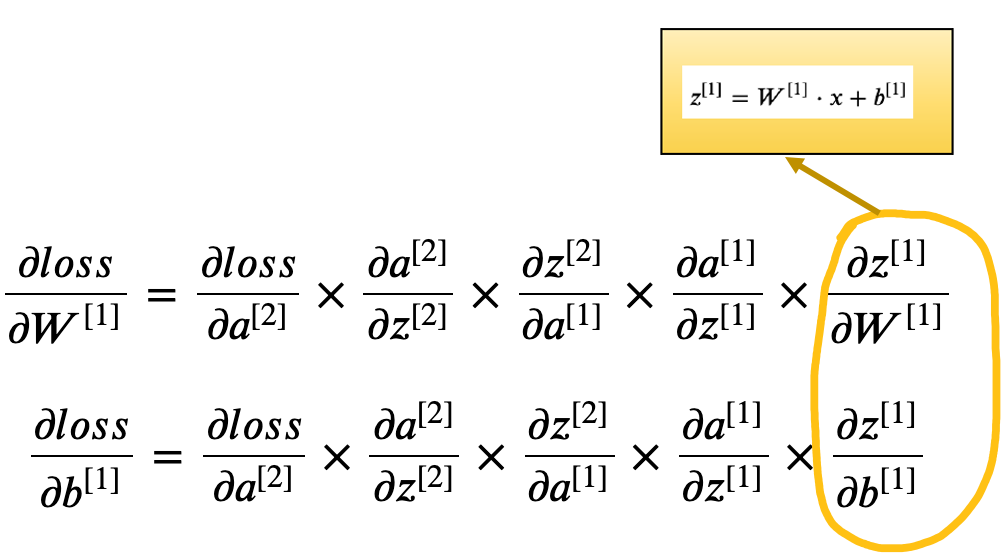 z^[1] = W^[1] · x + b^[1]
∂loss/∂W^[1] = ∂loss/∂a^[2] × ∂a^[2]/∂z^[2] × ∂z^[2]/∂a^[1] × ∂a^[1]/∂z^[1] × ∂z^[1]/∂W^[1]
∂loss/∂b^[1] = ∂loss/∂a^[2] × ∂a^[2]/∂z^[2] × ∂z^[2]/∂a^[1] × ∂a^[1]/∂z^[1] × ∂z^[1]/∂b^[1]